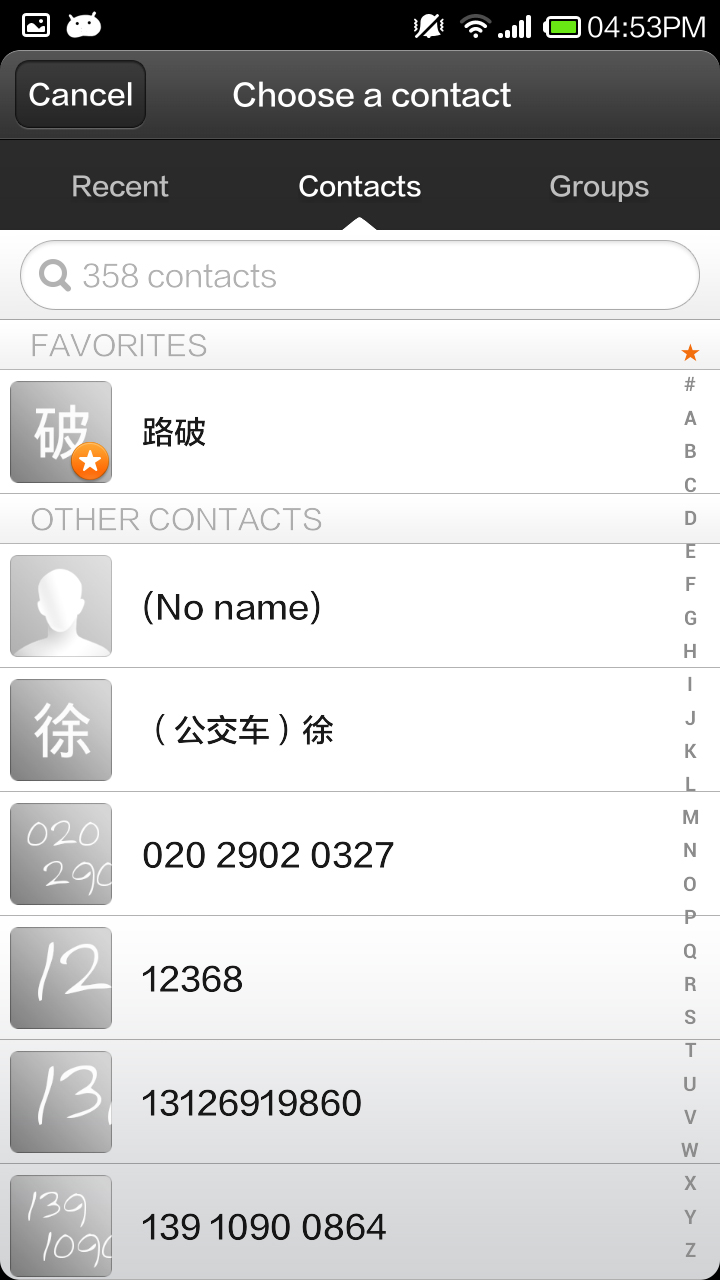 04:53PM
Cancel
Choose a contact
Recent
Contacts
Groups
358 contacts
FAVORITES
破
路破
OTHER CONTACTS
(No name)
徐
（公交车）徐
020
290
020 2902 0327
12
12368
131
13126919860
139
1090
139 1090 0864
#
A
B
C
D
E
F
G
H
I
J
K
L
M
N
O
P
Q
R
S
T
U
V
W
X
Y
Z